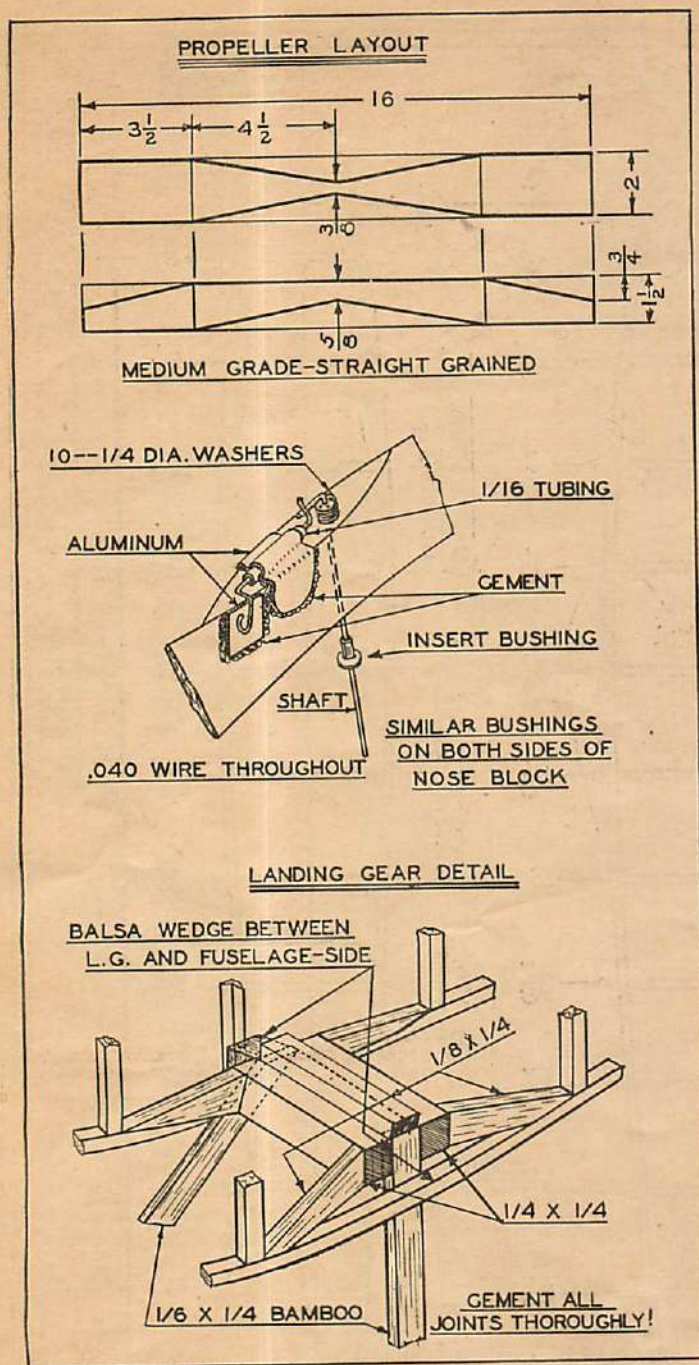 PROPELLER LAYOUT
16
3 1/2 4 1/2
2
3/8
3/4
1 1/2
5/8
MEDIUM GRADE-STRAIGHT GRAINED
10--1/4 DIA. WASHERS
1/16 TUBING
ALUMINUM
CEMENT
INSERT BUSHING
SHAFT
SIMILAR BUSHINGS
ON BOTH SIDES OF
NOSE BLOCK
.040 WIRE THROUGHOUT
LANDING GEAR DETAIL
BALSA WEDGE BETWEEN
L.G. AND FUSELAGE-SIDE
1/8 X 1/4
1/4 X 1/4
1/6 X 1/4 BAMBOO
CEMENT ALL
JOINTS THOROUGHLY!